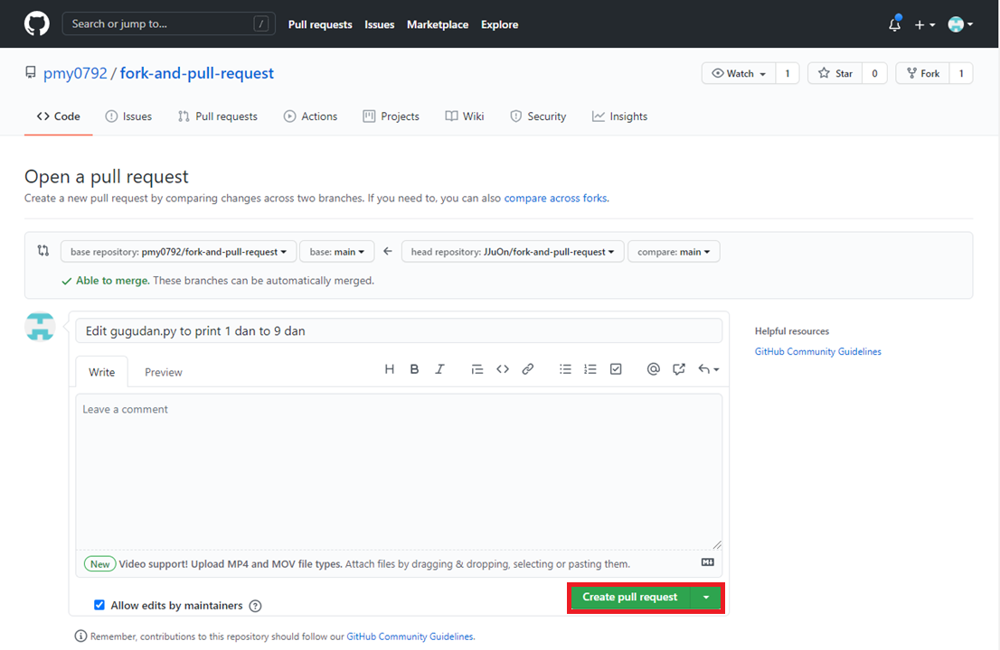 Search or jump to... / Pull requests Issues Marketplace Explore
pmy0792 / fork-and-pull-request Watch 1 Star 0 Fork 1
Code Issues Pull requests Actions Projects Wiki Security Insights
Open a pull request
Create a new pull request by comparing changes across two branches. If you need to, you can also compare across forks.
base repository: pmy0792/fork-and-pull-request base: main ← head repository: JJuOn/fork-and-pull-request compare: main
Able to merge. These branches can be automatically merged.
Edit gugudan.py to print 1 dan to 9 dan
Helpful resources
GitHub Community Guidelines
Write Preview H B I @
Leave a comment
New Video support! Upload MP4 and MOV file types. Attach files by dragging & dropping, selecting or pasting them.
Allow edits by maintainers ? Create pull request
Remember, contributions to this repository should follow our GitHub Community Guidelines.